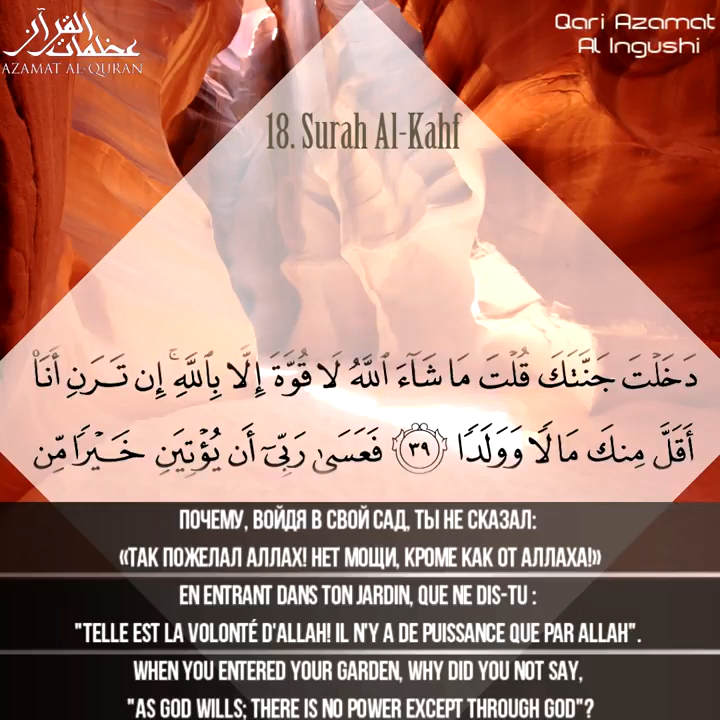 عظمات القرآن
AZAMAT AL-QURAN
Qari Azamat
Al Ingushi
18. Surah Al-Kahf
دَخَلْتَ جَنَّتَكَ قُلْتَ مَا شَآءَ ٱللَّهُ لَا قُوَّةَ إِلَّا بِٱللَّهِ ۚ إِن تَرَنِ أَنَا۠
أَقَلَّ مِنكَ مَالًا وَوَلَدًا ٣٩ فَعَسَىٰ رَبِّىٓ أَن يُؤْتِيَنِ خَيْرًا مِّن
ПОЧЕМУ, ВОЙДЯ В СВОЙ САД, ТЫ НЕ СКАЗАЛ:
«ТАК ПОЖЕЛАЛ АЛЛАХ! НЕТ МОЩИ, КРОМЕ КАК ОТ АЛЛАХА!»
EN ENTRANT DANS TON JARDIN, QUE NE DIS-TU :
"TELLE EST LA VOLONTÉ D'ALLAH! IL N'Y A DE PUISSANCE QUE PAR ALLAH".
WHEN YOU ENTERED YOUR GARDEN, WHY DID YOU NOT SAY,
"AS GOD WILLS; THERE IS NO POWER EXCEPT THROUGH GOD"?